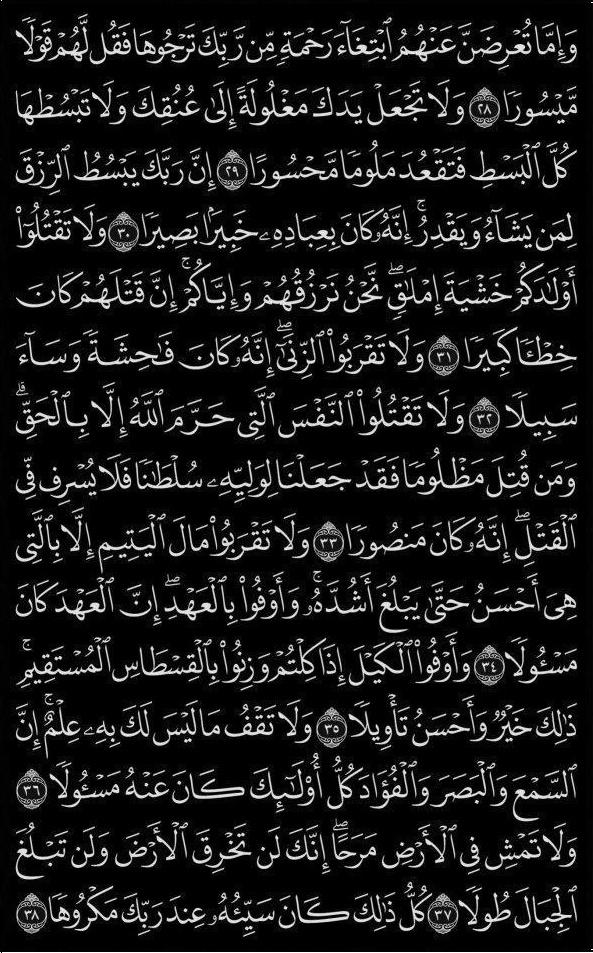 وَإِمَّا تُعْرِضَنَّ عَنْهُمُ ٱبْتِغَآءَ رَحْمَةٍ مِّن رَّبِّكَ تَرْجُوهَا فَقُل لَّهُمْ قَوْلًا
مَّيْسُورًا ٢٨ وَلَا تَجْعَلْ يَدَكَ مَغْلُولَةً إِلَىٰ عُنُقِكَ وَلَا تَبْسُطْهَا
كُلَّ ٱلْبَسْطِ فَتَقْعُدَ مَلُومًا مَّحْسُورًا ٢٩ إِنَّ رَبَّكَ يَبْسُطُ ٱلرِّزْقَ
لِمَن يَشَآءُ وَيَقْدِرُ ۚ إِنَّهُۥ كَانَ بِعِبَادِهِۦ خَبِيرًۢا بَصِيرًا ٣٠ وَلَا تَقْتُلُوٓا۟
أَوْلَٰدَكُمْ خَشْيَةَ إِمْلَٰقٍ ۖ نَّحْنُ نَرْزُقُهُمْ وَإِيَّاكُمْ ۚ إِنَّ قَتْلَهُمْ كَانَ
خِطْـًٔا كَبِيرًا ٣١ وَلَا تَقْرَبُوا۟ ٱلزِّنَىٰٓ ۖ إِنَّهُۥ كَانَ فَٰحِشَةً وَسَآءَ
سَبِيلًا ٣٢ وَلَا تَقْتُلُوا۟ ٱلنَّفْسَ ٱلَّتِى حَرَّمَ ٱللَّهُ إِلَّا بِٱلْحَقِّ ۗ
وَمَن قُتِلَ مَظْلُومًا فَقَدْ جَعَلْنَا لِوَلِيِّهِۦ سُلْطَٰنًا فَلَا يُسْرِف فِّى
ٱلْقَتْلِ ۖ إِنَّهُۥ كَانَ مَنصُورًا ٣٣ وَلَا تَقْرَبُوا۟ مَالَ ٱلْيَتِيمِ إِلَّا بِٱلَّتِى
هِىَ أَحْسَنُ حَتَّىٰ يَبْلُغَ أَشُدَّهُۥ ۚ وَأَوْفُوا۟ بِٱلْعَهْدِ ۖ إِنَّ ٱلْعَهْدَ كَانَ
مَسْـُٔولًا ٣٤ وَأَوْفُوا۟ ٱلْكَيْلَ إِذَا كِلْتُمْ وَزِنُوا۟ بِٱلْقِسْطَاسِ ٱلْمُسْتَقِيمِ ۚ
ذَٰلِكَ خَيْرٌ وَأَحْسَنُ تَأْوِيلًا ٣٥ وَلَا تَقْفُ مَا لَيْسَ لَكَ بِهِۦ عِلْمٌ ۚ إِنَّ
ٱلسَّمْعَ وَٱلْبَصَرَ وَٱلْفُؤَادَ كُلُّ أُو۟لَٰٓئِكَ كَانَ عَنْهُ مَسْـُٔولًا ٣٦
وَلَا تَمْشِ فِى ٱلْأَرْضِ مَرَحًا ۖ إِنَّكَ لَن تَخْرِقَ ٱلْأَرْضَ وَلَن تَبْلُغَ
ٱلْجِبَالَ طُولًا ٣٧ كُلُّ ذَٰلِكَ كَانَ سَيِّئُهُۥ عِندَ رَبِّكَ مَكْرُوهًا ٣٨